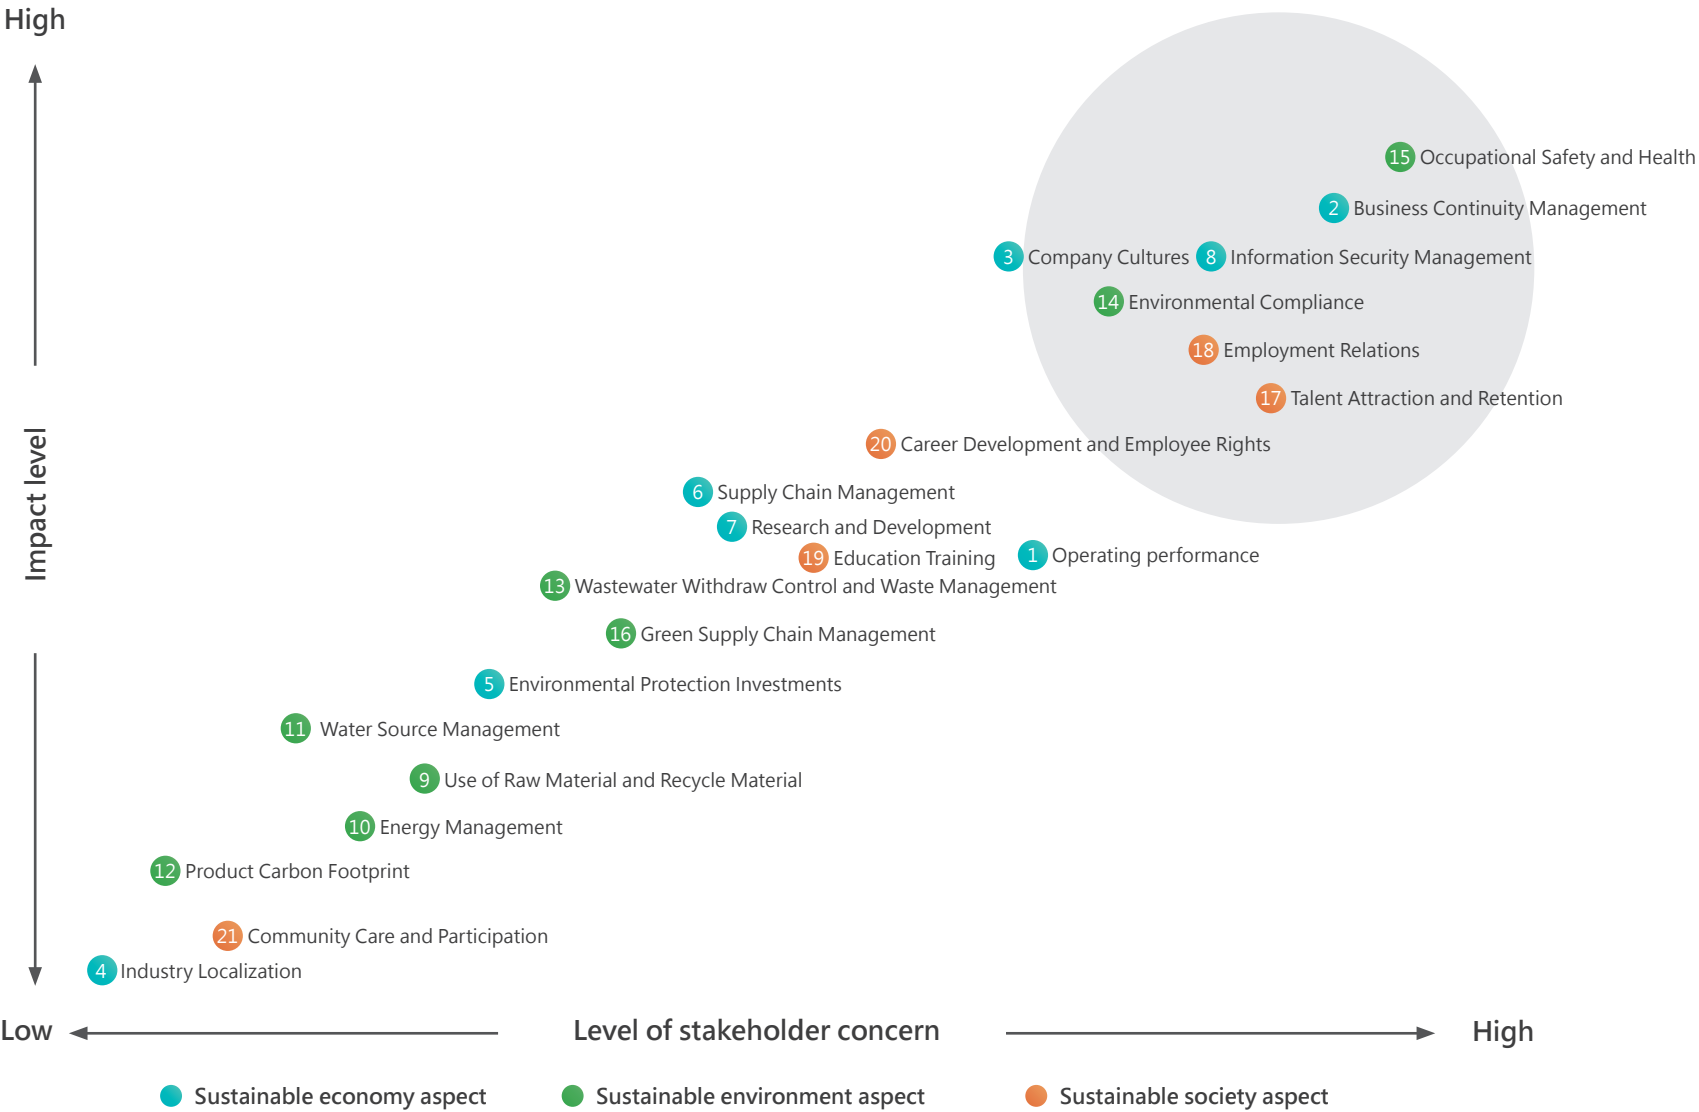 High
15 Occupational Safety and Health
2 Business Continuity Management
3 Company Cultures 8 Information Security Management
14 Environmental Compliance
18 Employment Relations
17 Talent Attraction and Retention
20 Career Development and Employee Rights
Impact level
6 Supply Chain Management
7 Research and Development
19 Education Training 1 Operating performance
13 Wastewater Withdraw Control and Waste Management
16 Green Supply Chain Management
5 Environmental Protection Investments
11 Water Source Management
9 Use of Raw Material and Recycle Material
10 Energy Management
12 Product Carbon Footprint
21 Community Care and Participation
4 Industry Localization
Low Level of stakeholder concern High
Sustainable economy aspect Sustainable environment aspect Sustainable society aspect